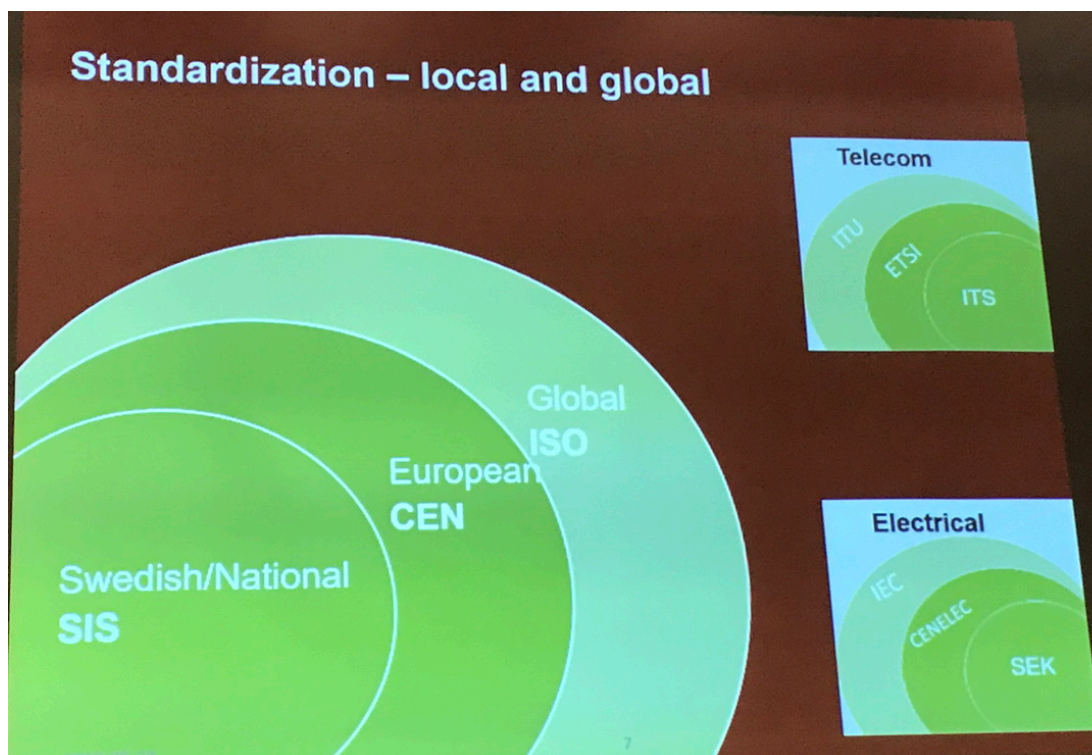 Standardization – local and global
Telecom
ITU
ETSI
ITS
Global
ISO
European
CEN
Swedish/National
SIS
Electrical
IEC
CENELEC
SEK
7